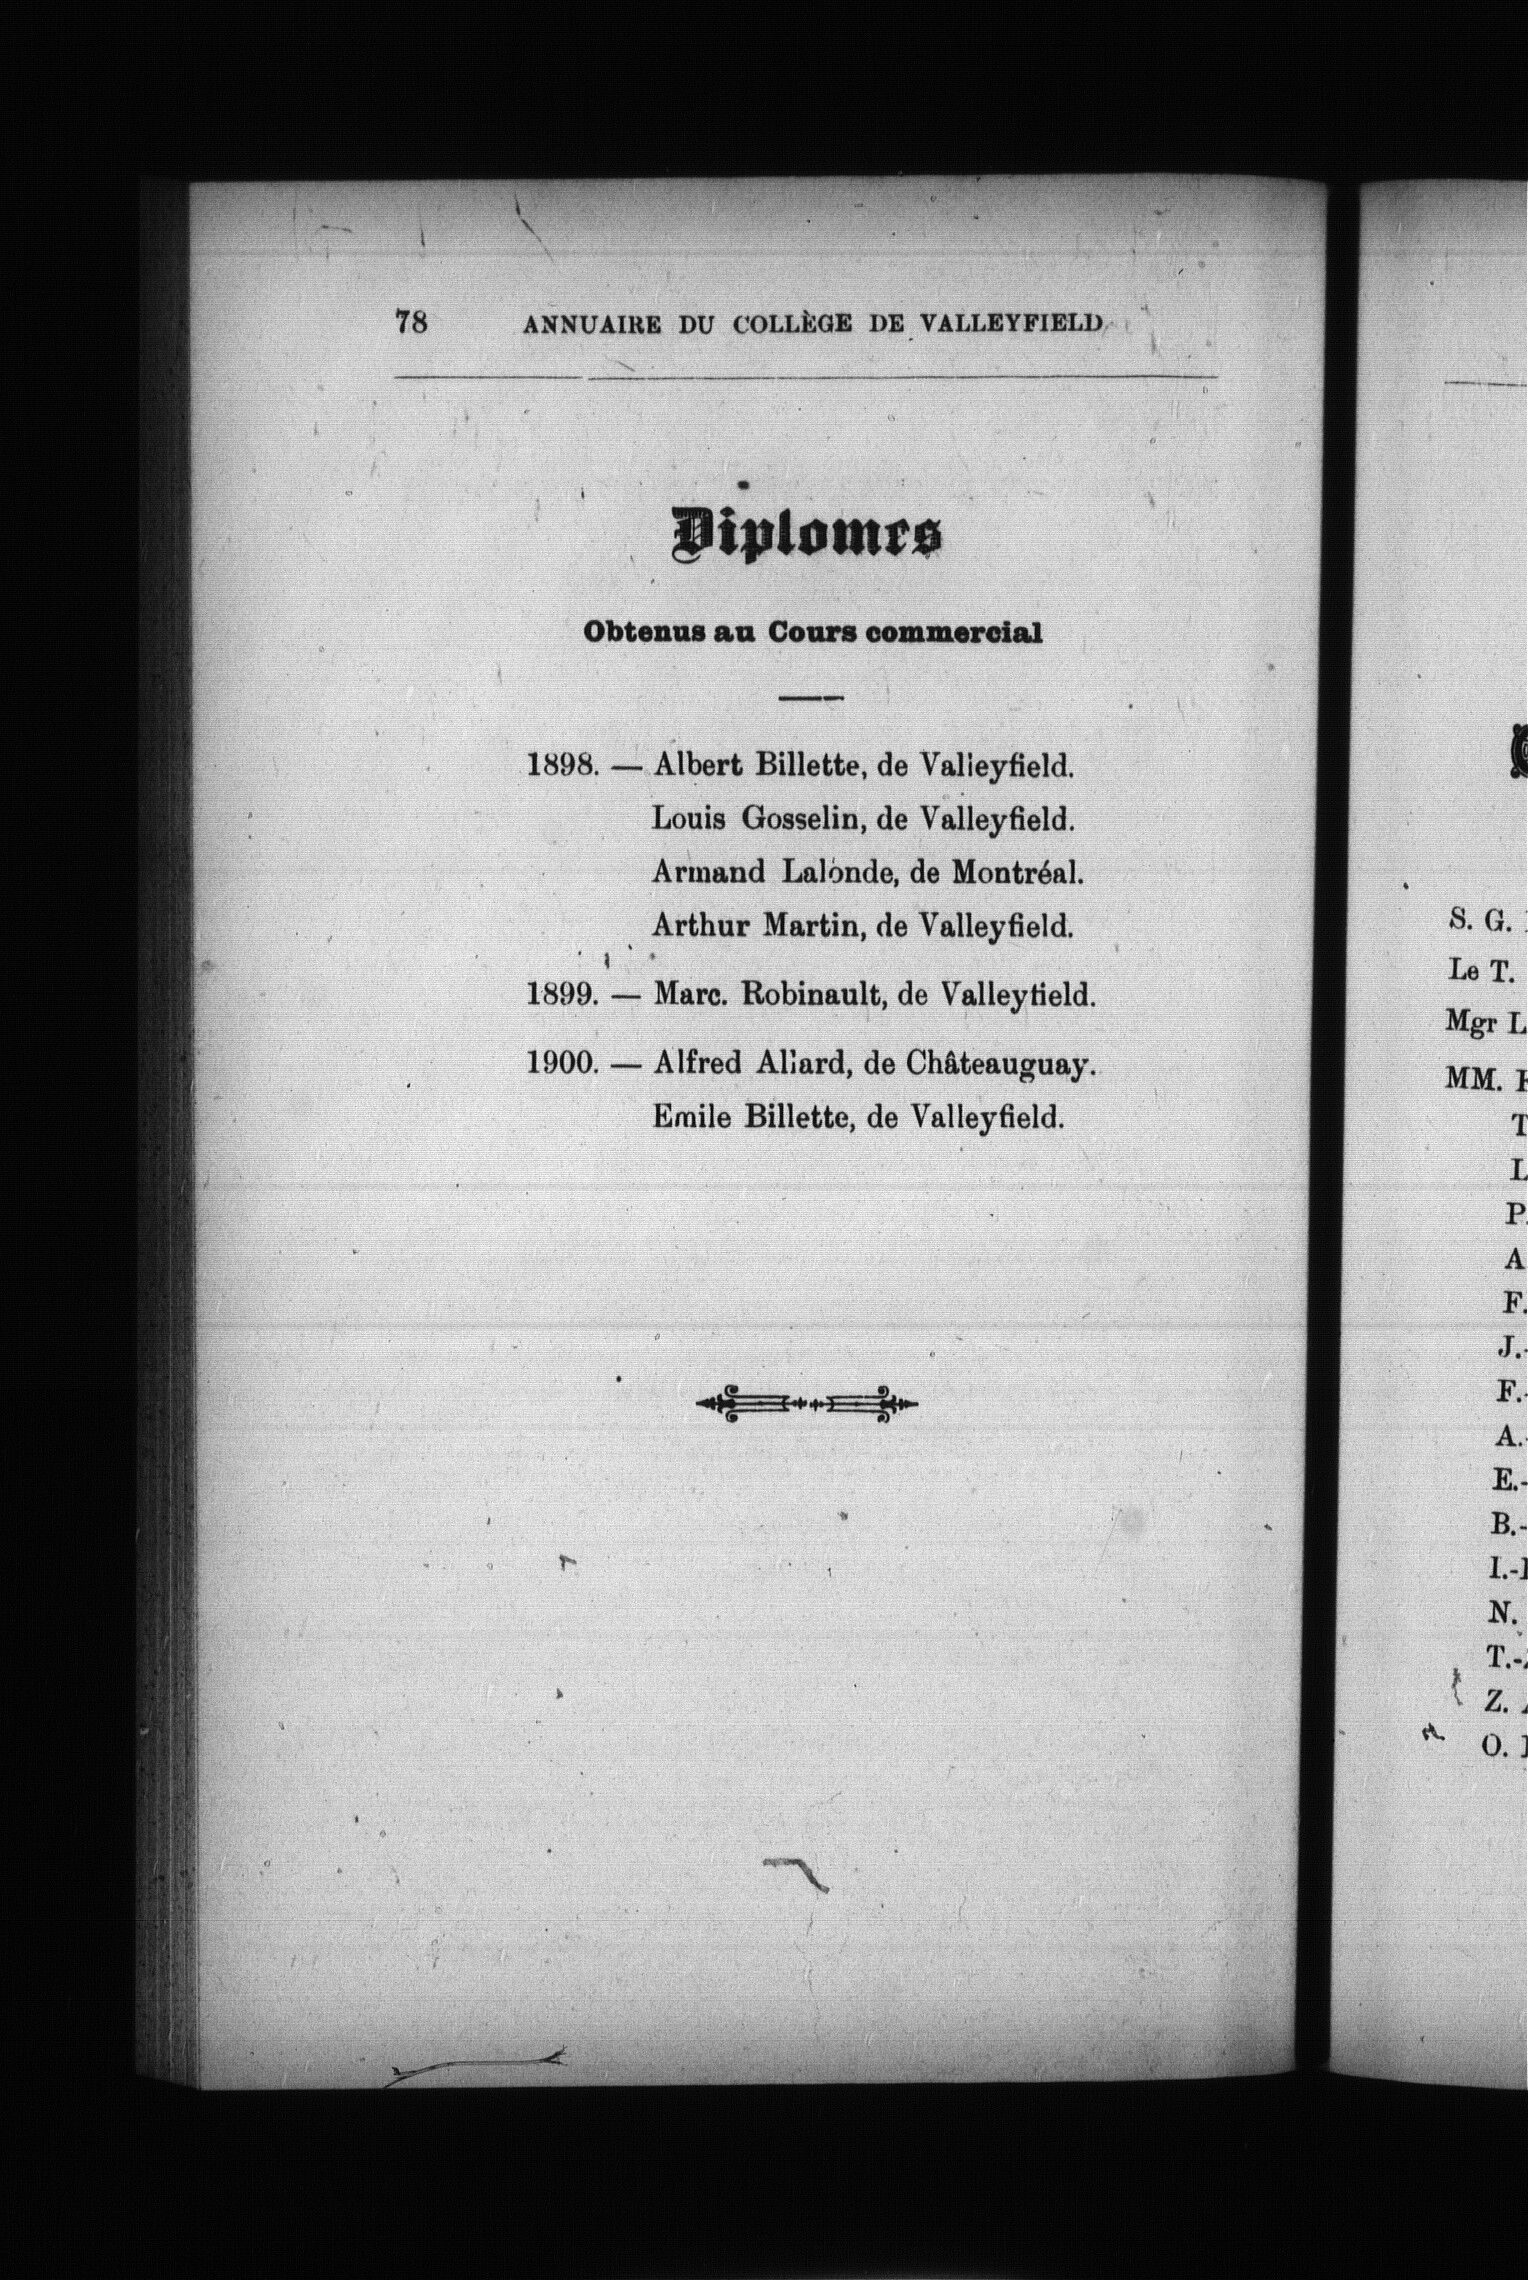 78 ANNUAIRE DU COLLÈGE DE VALLEYFIELD
Diplomes
Obtenus au Cours commercial
1898. — Albert Billette, de Valleyfield.
Louis Gosselin, de Valleyfield.
Armand Lalonde, de Montréal.
Arthur Martin, de Valleyfield.
1899. — Marc. Robinault, de Valleyfield.
1900. — Alfred Allard, de Châteauguay.
Emile Billette, de Valleyfield.
S. G.
Le T.
Mgr L
MM.
T
L
P.
A
F.
J.-
F.-
A.-
E.-
B.-
I.-
N.
T.-
Z.
O.